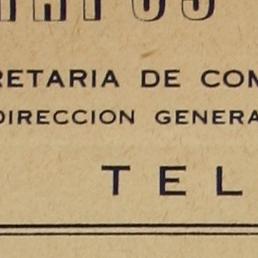 RETARIA DE COM
DIRECCION GENERA
TEL